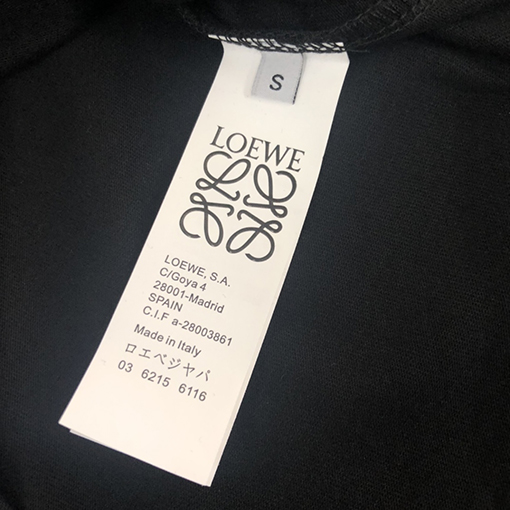 S
LOEWE
LOEWE, S.A.
C/Goya 4
28001-Madrid
SPAIN
C.I.F a-28003861
Made in Italy
ロエベジャパ
03 6215 6116